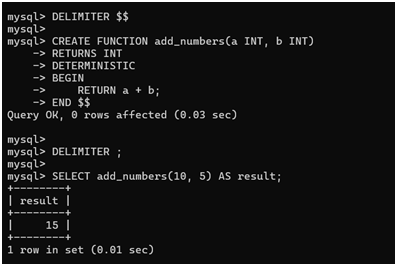 mysql> DELIMITER $$
mysql>
mysql> CREATE FUNCTION add_numbers(a INT, b INT)
    -> RETURNS INT
    -> DETERMINISTIC
    -> BEGIN
    ->     RETURN a + b;
    -> END $$
Query OK, 0 rows affected (0.03 sec)

mysql>
mysql> DELIMITER ;
mysql>
mysql> SELECT add_numbers(10, 5) AS result;
+--------+
| result |
+--------+
|     15 |
+--------+
1 row in set (0.01 sec)